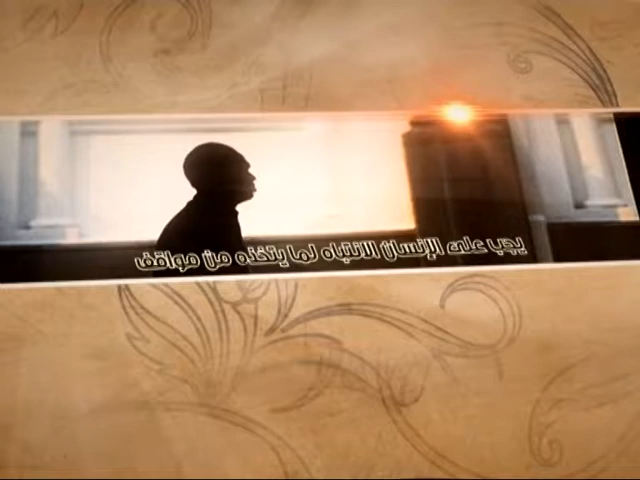 يجب على الإنسان الانتباه لما يتخذه من مواقف